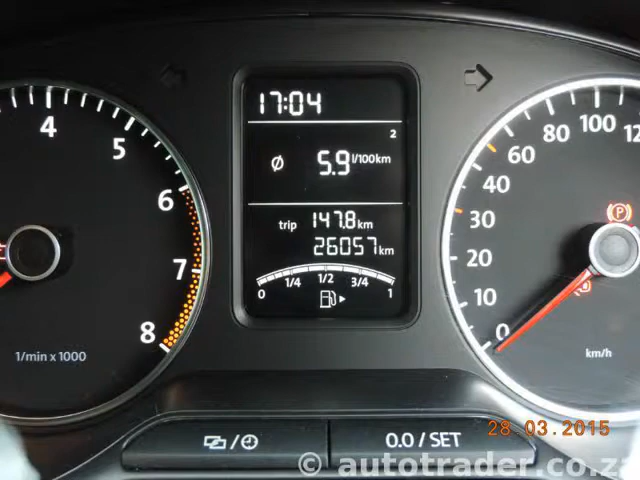 17:04
2
Ø 5.9 l/100km
trip 147.8 km
26057 km
0 1/4 1/2 3/4 1
4
5
6
7
8
1/min x 1000
0
10
20
30
40
60
80
100
(P)
km/h
/
0.0 / SET
28 03 2015
© autotrader.co.za